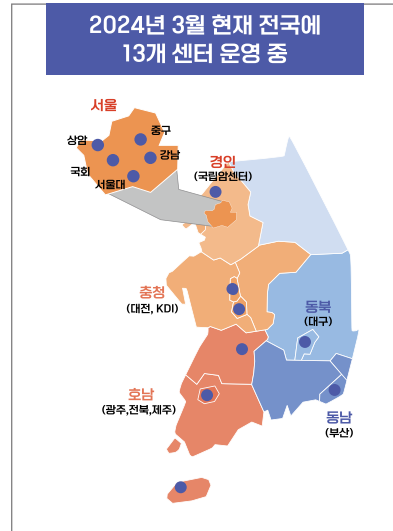 2024년 3월 현재 전국에
13개 센터 운영 중
서울
중구
상암
강남
국회
서울대
경인
(국립암센터)
충청
(대전, KDI)
동북
(대구)
호남
(광주,전북,제주)
동남
(부산)